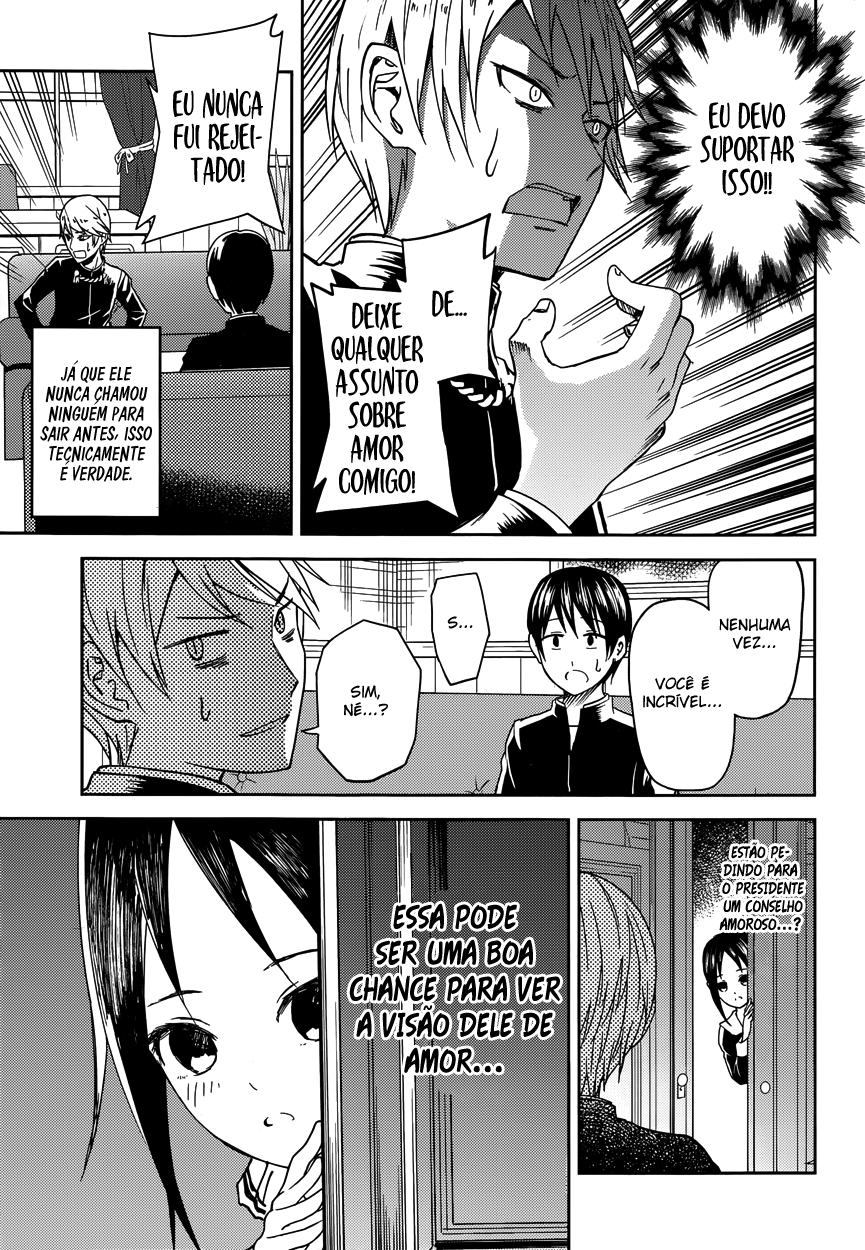 EU DEVO
SUPORTAR
ISSO!!
DE...
DEIXE
QUALQUER
ASSUNTO
SOBRE
AMOR
COMIGO!
EU NUNCA
FUI REJEI-
TADO!
JÁ QUE ELE
NUNCA CHAMOU
NINGUÉM PARA
SAIR ANTES, ISSO
TECNICAMENTE
É VERDADE.
NENHUMA
VEZ...
VOCÊ É
INCRÍVEL...
S...
SIM,
NÉ...?
ESTÃO PE-
DINDO PARA
O PRESIDENTE
UM CONSELHO
AMOROSO...?
ESSA PODE
SER UMA BOA
CHANCE PARA VER
A VISÃO DELE DE
AMOR...